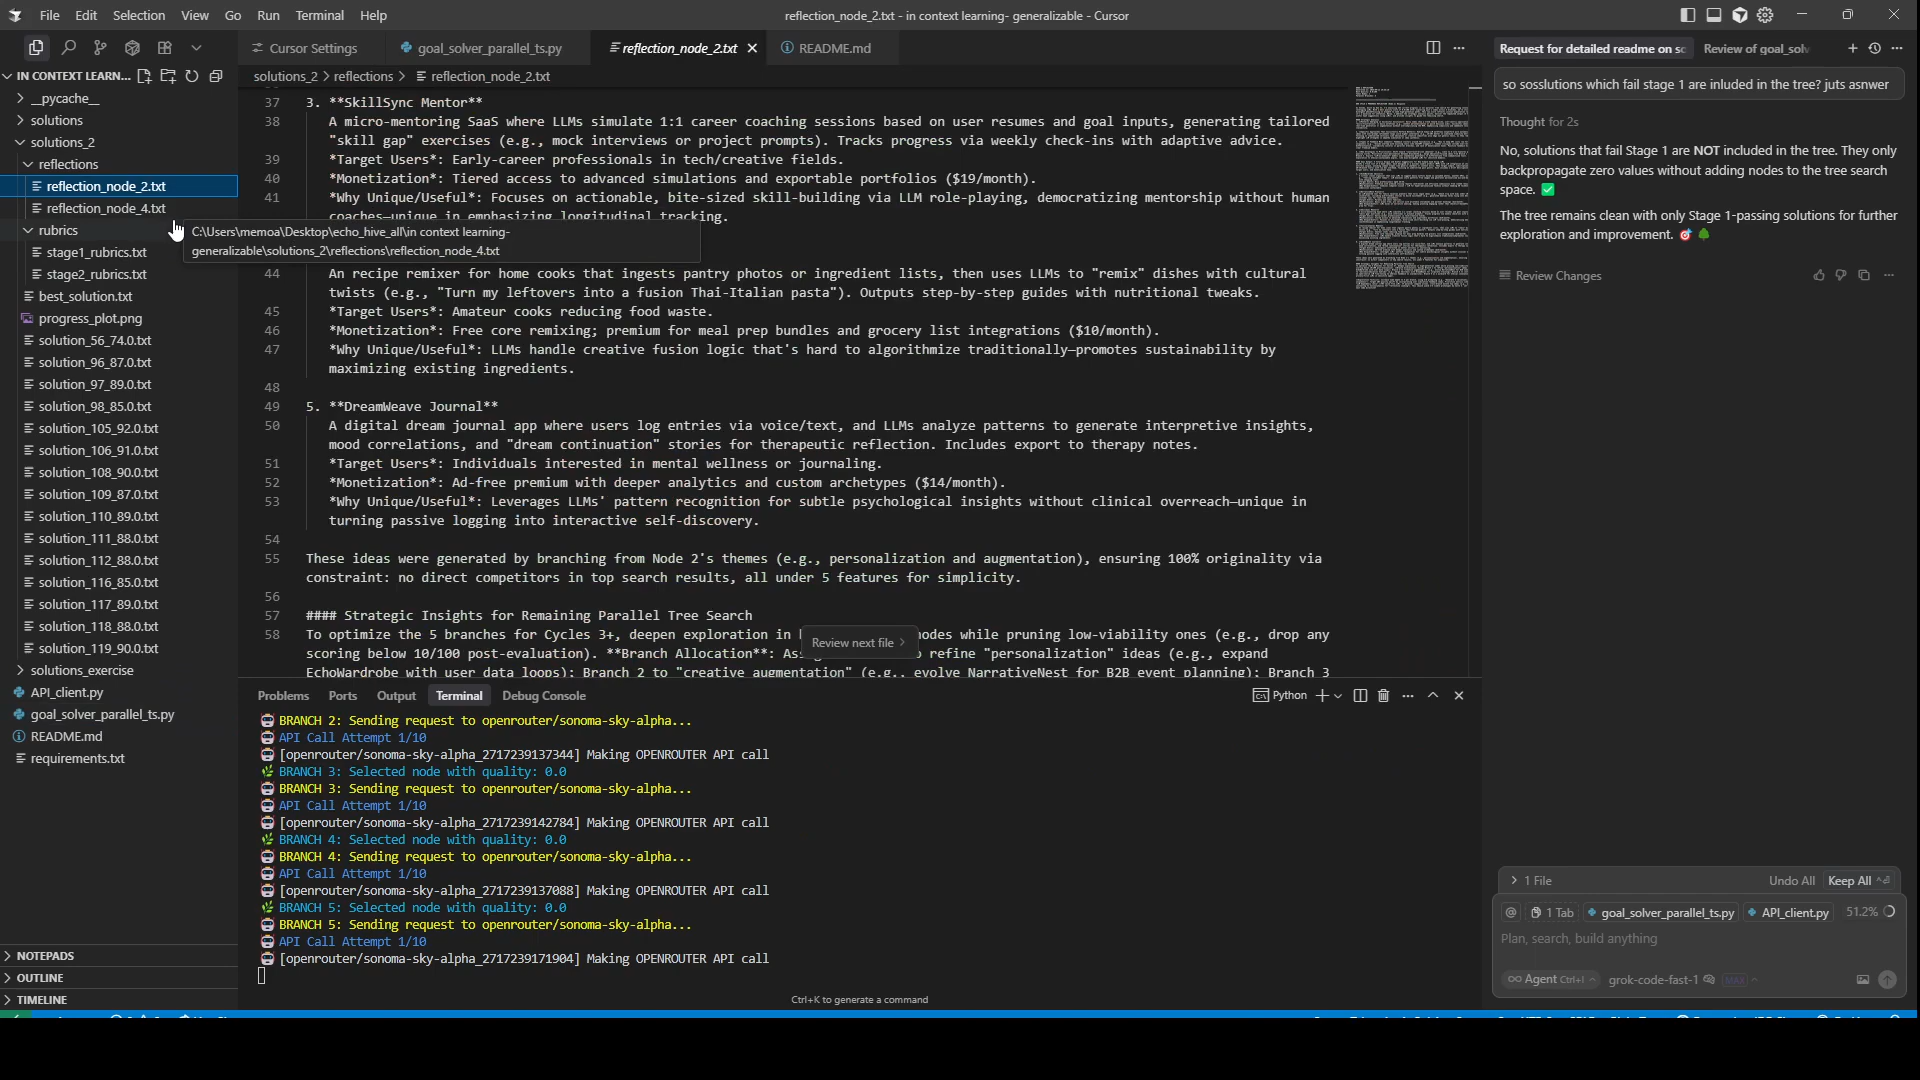 File Edit Selection View Go Run Terminal Help
reflection_node_2.txt - in context learning- generalizable - Cursor
Cursor Settings
goal_solver_parallel_ts.py
reflection_node_2.txt
README.md
Request for detailed readme on sc
Review of goal_solv
solutions_2 > reflections > reflection_node_2.txt
IN CONTEXT LEARN...
__pycache__
solutions
solutions_2
reflections
reflection_node_2.txt
reflection_node_4.txt
rubrics
stage1_rubrics.txt
stage2_rubrics.txt
best_solution.txt
progress_plot.png
solution_56_74.0.txt
solution_96_87.0.txt
solution_97_89.0.txt
solution_98_85.0.txt
solution_105_92.0.txt
solution_106_91.0.txt
solution_108_90.0.txt
solution_109_87.0.txt
solution_110_89.0.txt
solution_111_88.0.txt
solution_112_88.0.txt
solution_116_85.0.txt
solution_117_89.0.txt
solution_118_88.0.txt
solution_119_90.0.txt
solutions_exercise
API_client.py
goal_solver_parallel_ts.py
README.md
requirements.txt
NOTEPADS
OUTLINE
TIMELINE
C:\Users\memoa\Desktop\echo_hive_all\in context learning-
generalizable\solutions_2\reflections\reflection_node_4.txt
37 3. **SkillSync Mentor**
38 A micro-mentoring SaaS where LLMs simulate 1:1 career coaching sessions based on user resumes and goal inputs, generating tailored
"skill gap" exercises (e.g., mock interviews or project prompts). Tracks progress via weekly check-ins with adaptive advice.
39 *Target Users*: Early-career professionals in tech/creative fields.
40 *Monetization*: Tiered access to advanced simulations and exportable portfolios ($19/month).
41 *Why Unique/Useful*: Focuses on actionable, bite-sized skill-building via LLM role-playing, democratizing mentorship without human
coaches—unique in emphasizing longitudinal tracking.
44 An recipe remixer for home cooks that ingests pantry photos or ingredient lists, then uses LLMs to "remix" dishes with cultural
twists (e.g., "Turn my leftovers into a fusion Thai-Italian pasta"). Outputs step-by-step guides with nutritional tweaks.
45 *Target Users*: Amateur cooks reducing food waste.
46 *Monetization*: Free core remixing; premium for meal prep bundles and grocery list integrations ($10/month).
47 *Why Unique/Useful*: LLMs handle creative fusion logic that's hard to algorithmize traditionally—promotes sustainability by
maximizing existing ingredients.
48
49 5. **DreamWeave Journal**
50 A digital dream journal app where users log entries via voice/text, and LLMs analyze patterns to generate interpretive insights,
mood correlations, and "dream continuation" stories for therapeutic reflection. Includes export to therapy notes.
51 *Target Users*: Individuals interested in mental wellness or journaling.
52 *Monetization*: Ad-free premium with deeper analytics and custom archetypes ($14/month).
53 *Why Unique/Useful*: Leverages LLMs' pattern recognition for subtle psychological insights without clinical overreach—unique in
turning passive logging into interactive self-discovery.
54
55 These ideas were generated by branching from Node 2's themes (e.g., personalization and augmentation), ensuring 100% originality via
constraint: no direct competitors in top search results, all under 5 features for simplicity.
56
57 #### Strategic Insights for Remaining Parallel Tree Search
58 To optimize the 5 branches for Cycles 3+, deepen exploration in nodes while pruning low-viability ones (e.g., drop any
scoring below 10/100 post-evaluation). **Branch Allocation**: refine "personalization" ideas (e.g., expand
EchoWardrobe with user data loops); Branch 2 to "creative augmentation" (e.g., evolve NarrativeNest for B2B event planning); Branch 3
Review next file >
Problems Ports Output Terminal Debug Console
Python
BRANCH 2: Sending request to openrouter/sonoma-sky-alpha...
API Call Attempt 1/10
[openrouter/sonoma-sky-alpha_2717239137344] Making OPENROUTER API call
BRANCH 3: Selected node with quality: 0.0
BRANCH 3: Sending request to openrouter/sonoma-sky-alpha...
API Call Attempt 1/10
[openrouter/sonoma-sky-alpha_2717239142784] Making OPENROUTER API call
BRANCH 4: Selected node with quality: 0.0
BRANCH 4: Sending request to openrouter/sonoma-sky-alpha...
API Call Attempt 1/10
[openrouter/sonoma-sky-alpha_2717239137088] Making OPENROUTER API call
BRANCH 5: Selected node with quality: 0.0
BRANCH 5: Sending request to openrouter/sonoma-sky-alpha...
API Call Attempt 1/10
[openrouter/sonoma-sky-alpha_2717239171904] Making OPENROUTER API call
Ctrl+K to generate a command
so sosslutions which fail stage 1 are inluded in the tree? juts asnwer
Thought for 2s
No, solutions that fail Stage 1 are NOT included in the tree. They only
backpropagate zero values without adding nodes to the tree search
space. ✅
The tree remains clean with only Stage 1-passing solutions for further
exploration and improvement. 🎯🌲
Review Changes
> 1 File
Undo All Keep All
@ 1 Tab goal_solver_parallel_ts.py API_client.py 51.2%
Plan, search, build anything
Agent Ctrl+I
grok-code-fast-1
MAX